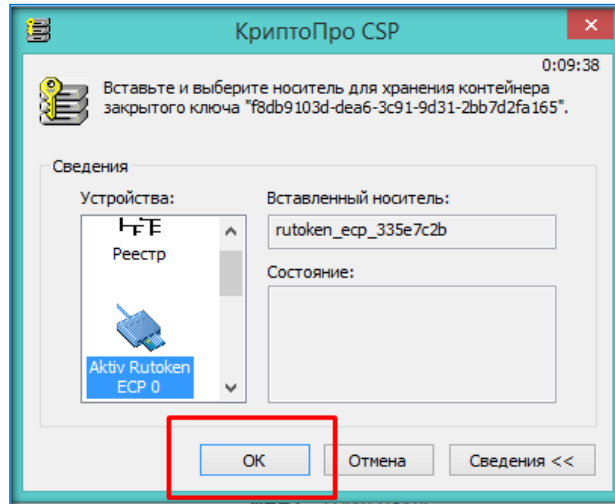 КриптоПро CSP
0:09:38
Вставьте и выберите носитель для хранения контейнера
закрытого ключа "f8db9103d-dea6-3c91-9d31-2bb7d2fa165".
Сведения
Устройства:
Реестр
Aktiv Rutoken
ECP 0
Вставленный носитель:
rutoken_ecp_335e7c2b
Состояние:
ОК
Отмена
Сведения <<